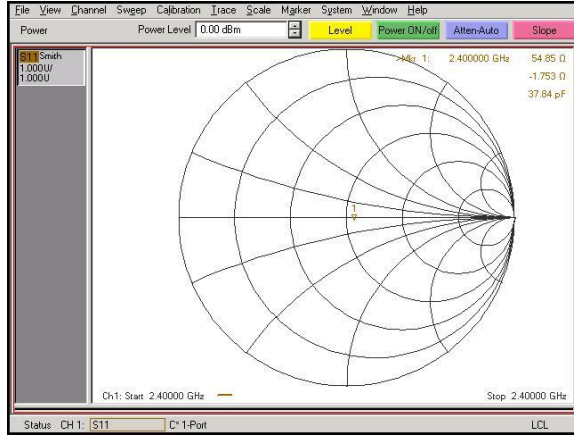 File View Channel Sweep Calibration Trace Scale Marker System Window Help
Power Power Level 0.00 dBm Level Power ON/off Atten-Auto Slope
S11 Smith
1.000U/
1.000U
>Mkr 1: 2.400000 GHz 54.85 Ω
-1.753 Ω
37.84 pF
1
Ch1: Start 2.40000 GHz Stop 2.40000 GHz
Status CH 1: S11 C* 1-Port LCL